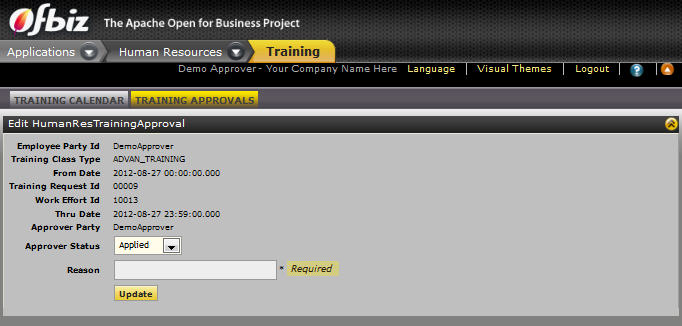 Ofbiz The Apache Open for Business Project
Applications Human Resources Training
Demo Approver - Your Company Name Here Language Visual Themes Logout ?
TRAINING CALENDAR TRAINING APPROVALS
Edit HumanResTrainingApproval
Employee Party Id DemoApprover
Training Class Type ADVAN_TRAINING
From Date 2012-08-27 00:00:00.000
Training Request Id 00009
Work Effort Id 10013
Thru Date 2012-08-27 23:59:00.000
Approver Party DemoApprover
Approver Status Applied
Reason * Required
Update